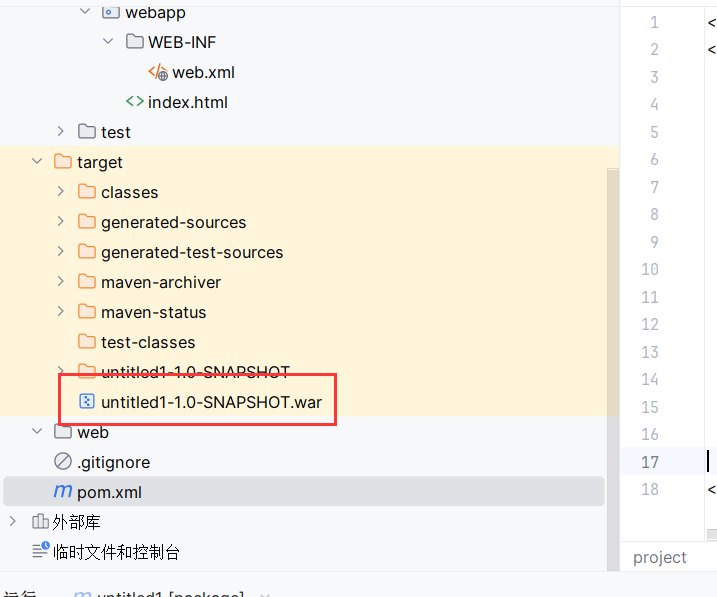 webapp
WEB-INF
web.xml
index.html
test
target
classes
generated-sources
generated-test-sources
maven-archiver
maven-status
test-classes
untitled1-1.0-SNAPSHOT
untitled1-1.0-SNAPSHOT.war
web
.gitignore
pom.xml
外部库
临时文件和控制台
运行
untitled1 [package]
1
<
2
<
3
4
5
6
7
8
9
10
11
12
13
14
15
16
17
18
<
project